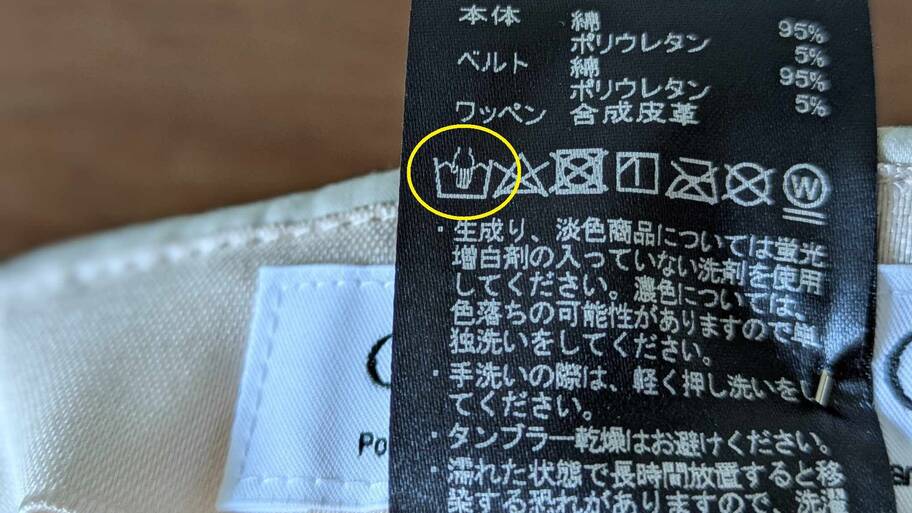 本体 綿 95%
ポリウレタン 5%
ベルト 綿 95%
ポリウレタン 5%
ワッペン 合成皮革
W
・生成り、淡色商品については蛍光
増白剤の入っていない洗剤を使用
してください。濃色については、
色落ちの可能性がありますので単
独洗いをしてください。
・手洗いの際は、軽く押し洗いをし
てください。
・タンブラー乾燥はお避けください。
・濡れた状態で長時間放置すると移
染する恐れがありますので、洗濯
Po